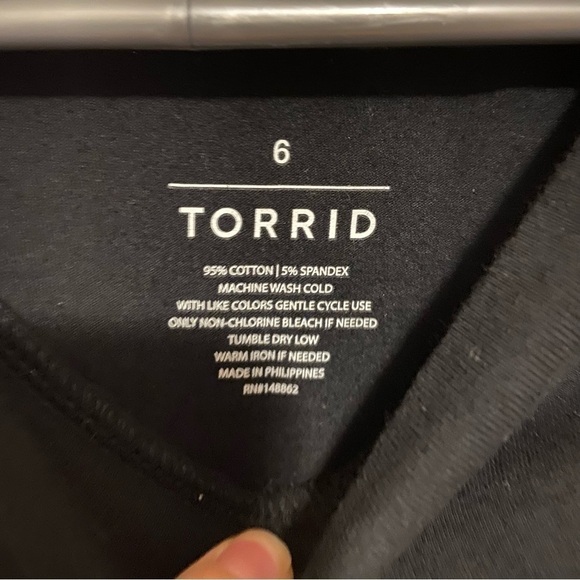 6
TORRID
95% COTTON | 5% SPANDEX
MACHINE WASH COLD
WITH LIKE COLORS GENTLE CYCLE USE
ONLY NON-CHLORINE BLEACH IF NEEDED
TUMBLE DRY LOW
WARM IRON IF NEEDED
MADE IN PHILIPPINES
RN#148862